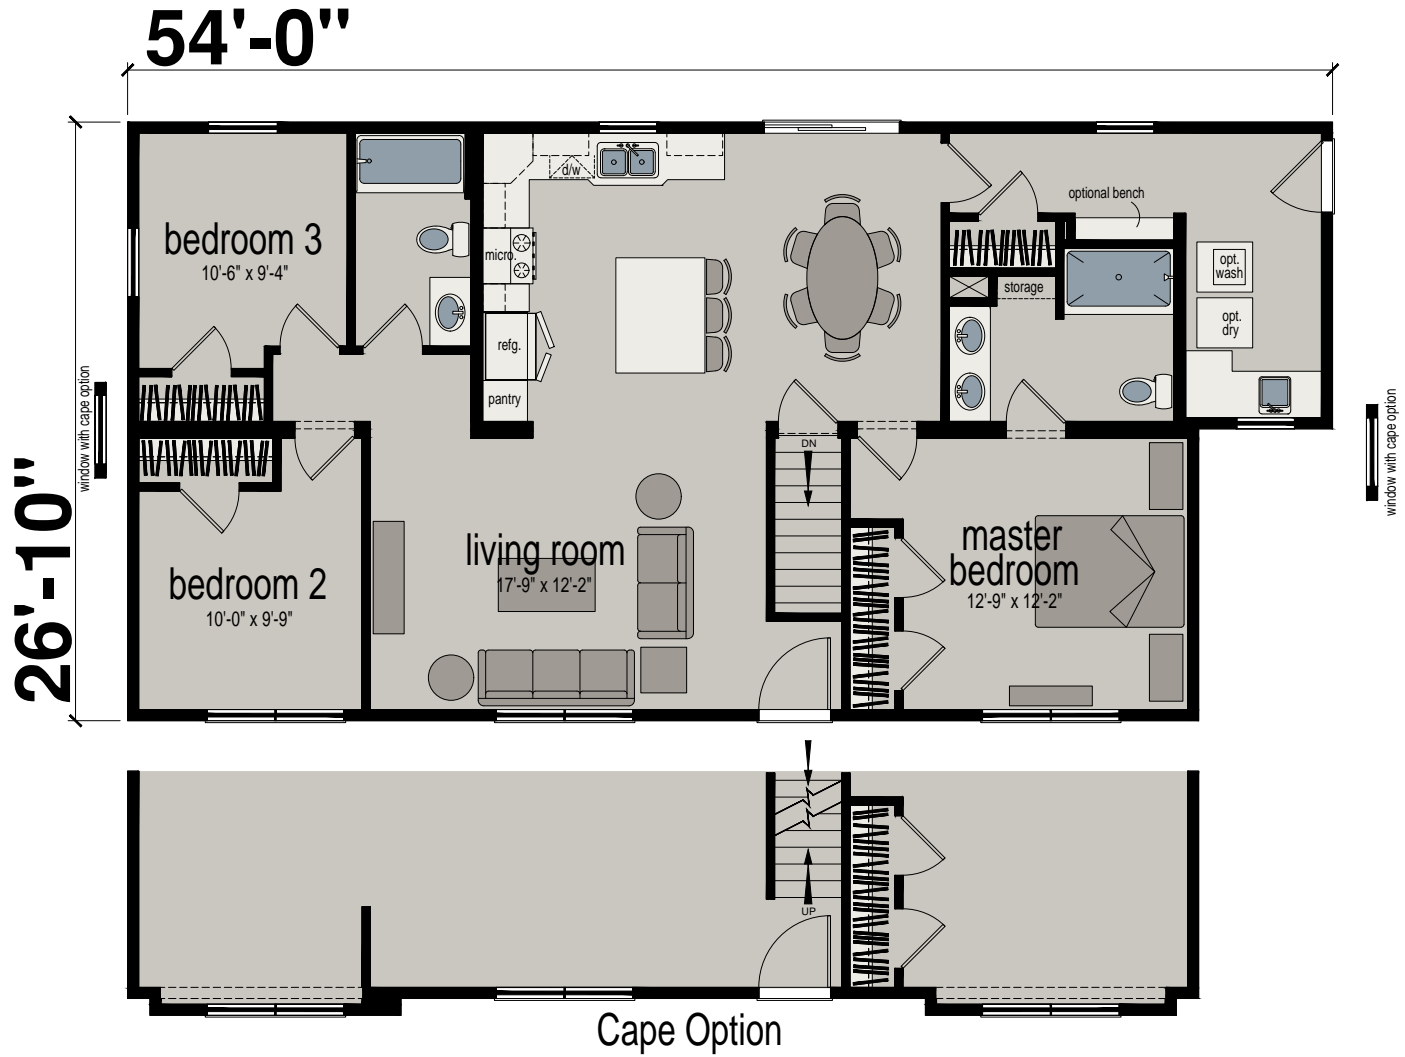 54'-0"
optional bench
d/w
bedroom 3
10'-6" x 9'-4"
micro.
opt.
wash
storage
opt.
dry
refg.
pantry
window with cape option
window with cape option
DN
26'-10"
living room
17'-9" x 12'-2"
master
bedroom
12'-9" x 12'-2"
bedroom 2
10'-0" x 9'-9"
UP
Cape Option